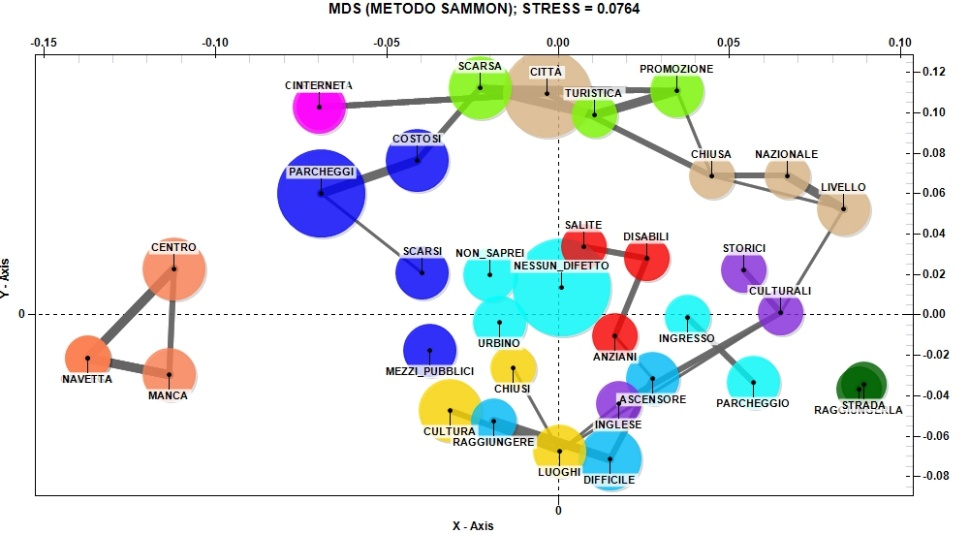 MDS (METODO SAMMON); STRESS = 0.0764
-0.15 -0.10 -0.05 0.00 0.05 0.10
SCARSA
CITTÀ
PROMOZIONE
0.12
TURISTICA
0.10
COSTOSI
CHIUSA
NAZIONALE
0.08
PARCHEGGI
LIVELLO
0.06
SALITE
DISABILI
0.04
CENTRO
SCARSI
NON_SAPREI
NESSUN_DIFETTO
STORICI
0.02
CULTURALI
Y - Axis
0
0.00
URBINO
INGRESSO
ANZIANI
-0.02
NAVETTA
MEZZI_PUBBLICI
MANCA
CHIUSI
ASCENSORE
PARCHEGGIO
STRADA
-0.04
CULTURA
RAGGIUNGERE
INGLESE
-0.06
LUOGHI
DIFFICILE
-0.08
0
X - Axis